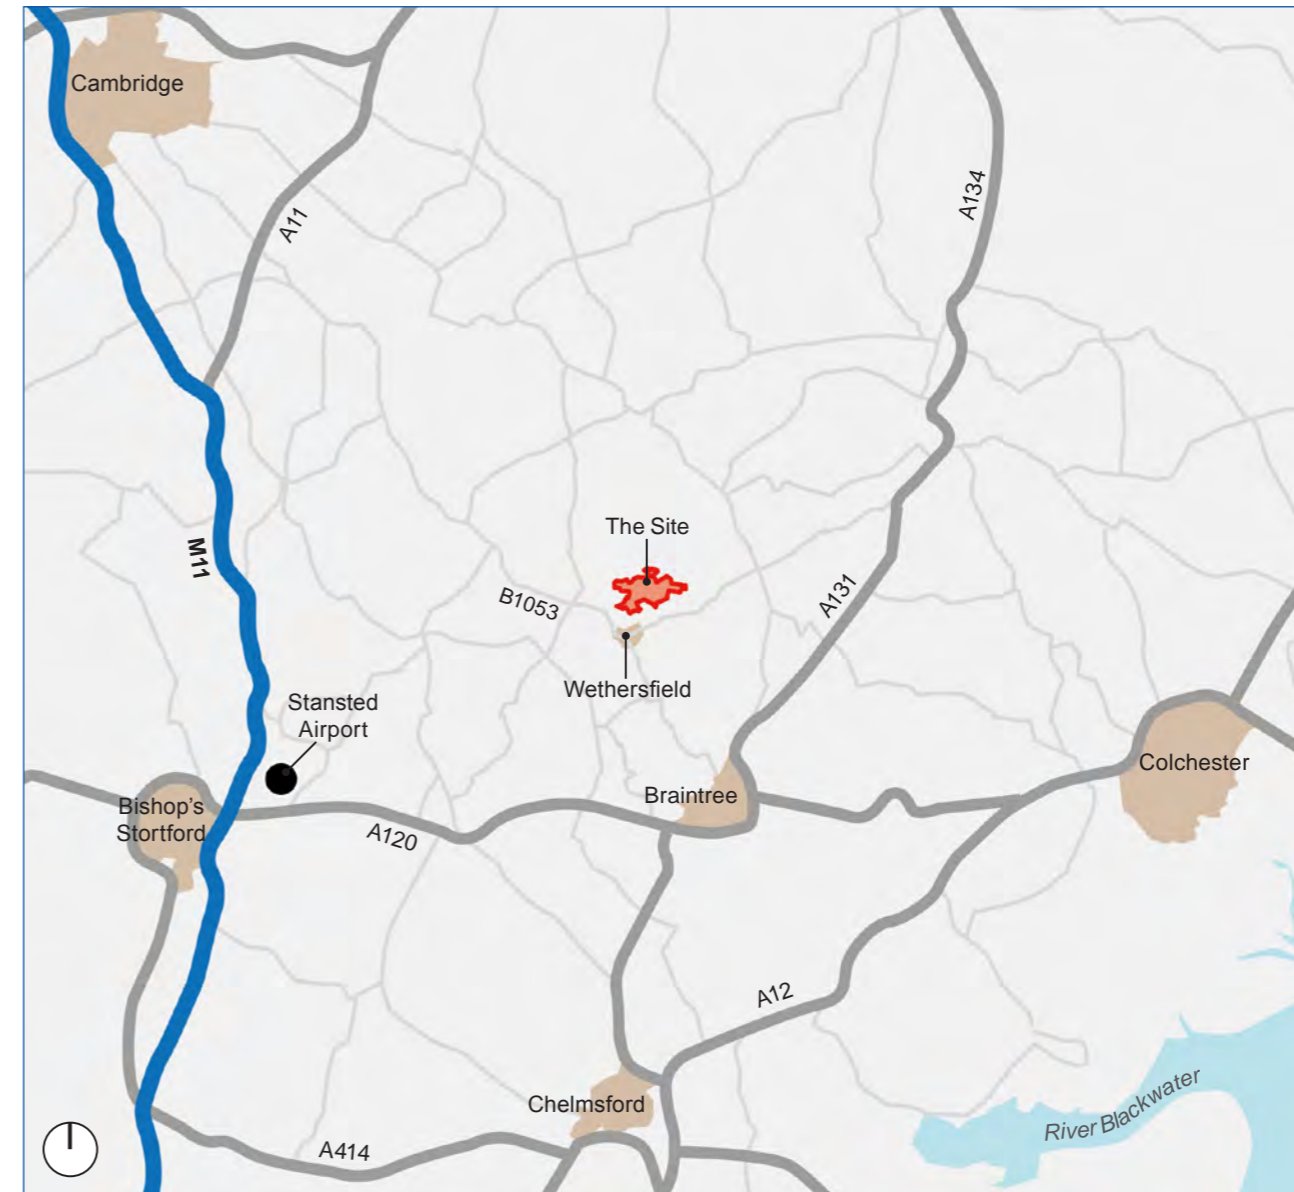 Cambridge
A11
A134
The Site
M11
B1053
A131
Wethersfield
Stansted
Airport
Colchester
Braintree
Bishop's
Stortford
A120
A12
River Blackwater
Chelmsford
A414